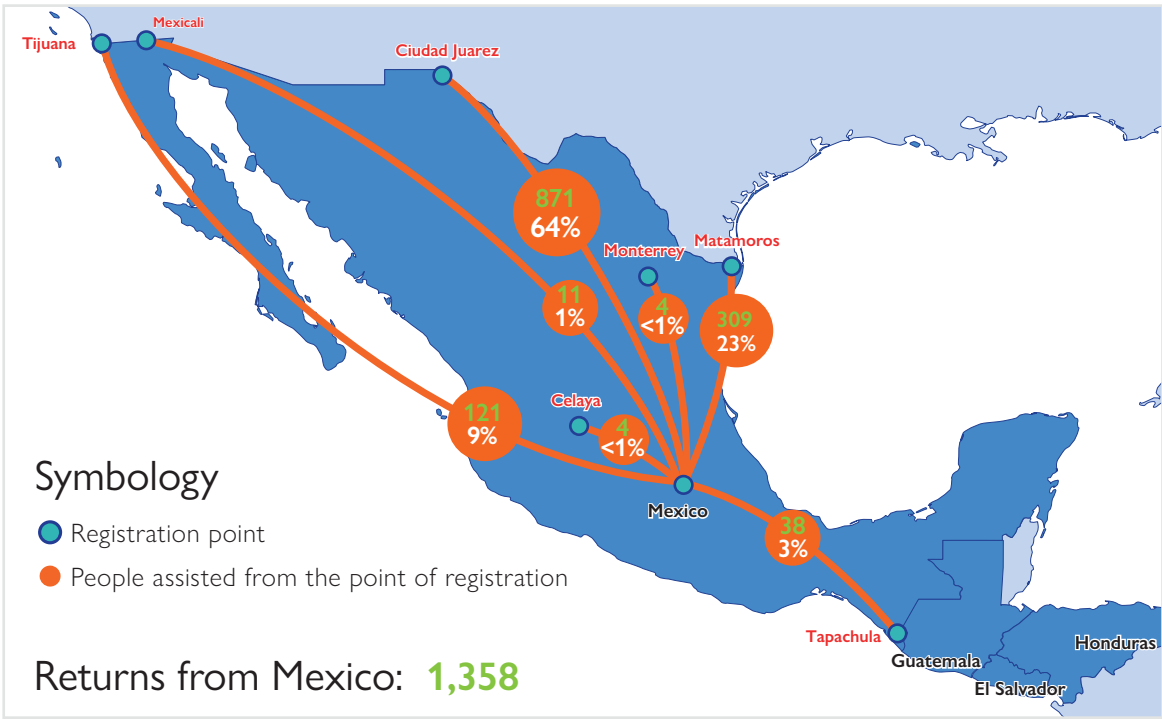 Mexicali
Tijuana
Ciudad Juarez
871
64%
Matamoros
Monterrey
11
1%
4
<1%
309
23%
Celaya
121
9%
4
<1%
Symbology
Mexico
Registration point
38
3%
People assisted from the point of registration
Tapachula
Honduras
Guatemala
El Salvador
Returns from Mexico: 1,358